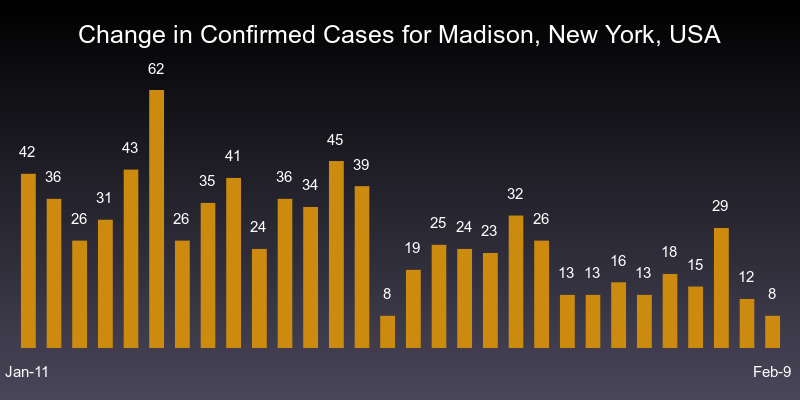 Change in Confirmed Cases for Madison, New York, USA
42 36 26 31 43 62 26 35 41 24 36 34 45 39 8 19 25 24 23 32 26 13 13 16 13 18 15 29 12 8
Jan-11 Feb-9